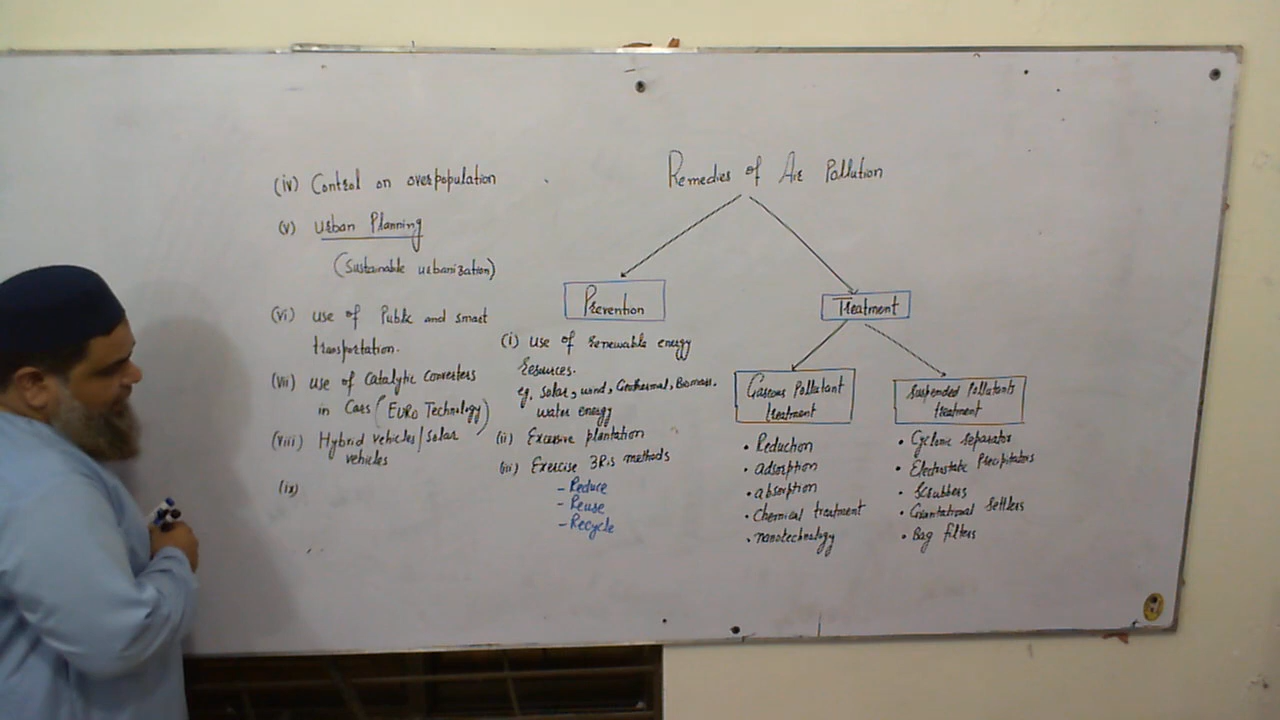 Remedies of Air Pollution
Prevention
(i) use of renewable energy
resources.
eg, Solar, wind, Geothermal, Biomass,
water energy
(ii) Excessive plantation
(iii) Exercise 3R's methods
- Reduce
- Reuse
- Recycle
(iv) Control on overpopulation
(v) Urban Planning
(Sustainable urbanization)
(vi) use of Public and smart
transportation.
(vii) use of Catalytic Converters
in Cars (EURO Technology)
(viii) Hybrid vehicles/Solar
vehicles
(ix)
Treatment
Gaseous Pollutant
treatment
• Reduction
• adsorption
• absorption
• Chemical treatment
• nanotechnology
Suspended Pollutants
treatment
• Cyclonic separator
• Electrostatic Precipitators
• Scrubbers
• Gravitational Settlers
• Bag filters